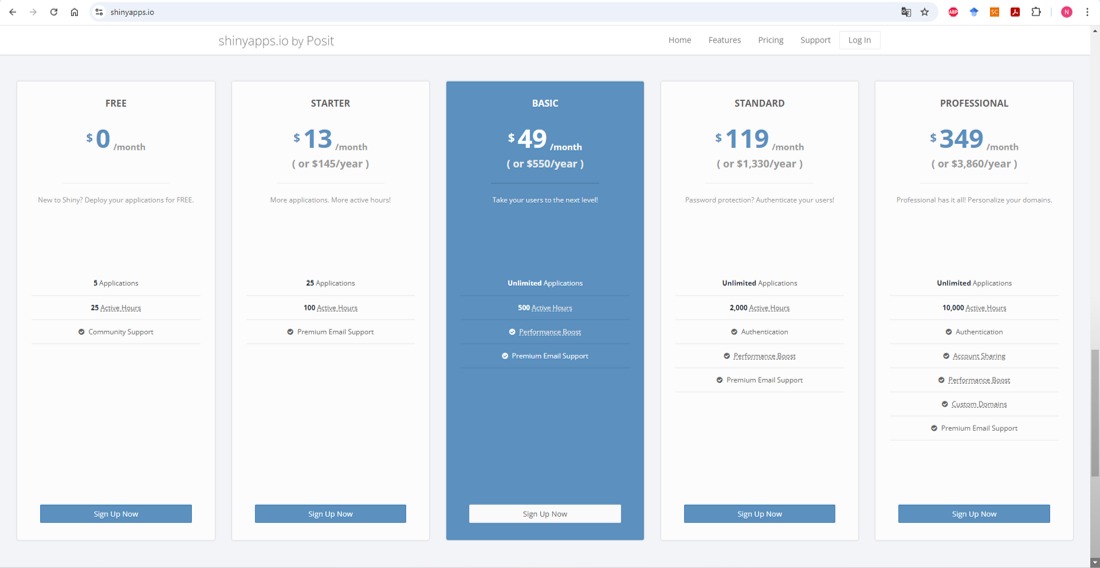 shinyapps.io
shinyapps.io by Posit
Home Features Pricing Support Log In
FREE
$0 /month
New to Shiny? Deploy your applications for FREE.
5 Applications
25 Active Hours
Community Support
Sign Up Now
STARTER
$13 /month
( or $145/year )
More applications. More active hours!
25 Applications
100 Active Hours
Premium Email Support
Sign Up Now
BASIC
$49 /month
( or $550/year )
Take your users to the next level!
Unlimited Applications
500 Active Hours
Performance Boost
Premium Email Support
Sign Up Now
STANDARD
$119 /month
( or $1,330/year )
Password protection? Authenticate your users!
Unlimited Applications
2,000 Active Hours
Authentication
Performance Boost
Premium Email Support
Sign Up Now
PROFESSIONAL
$349 /month
( or $3,860/year )
Professional has it all! Personalize your domains.
Unlimited Applications
10,000 Active Hours
Authentication
Account Sharing
Performance Boost
Custom Domains
Premium Email Support
Sign Up Now